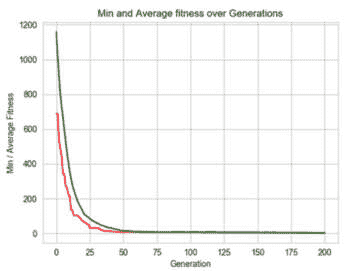 Min and Average fitness over Generations
1200
1000
800
600
400
200
0
Min / Average Fitness
0 25 50 75 100 125 150 175 200
Generation